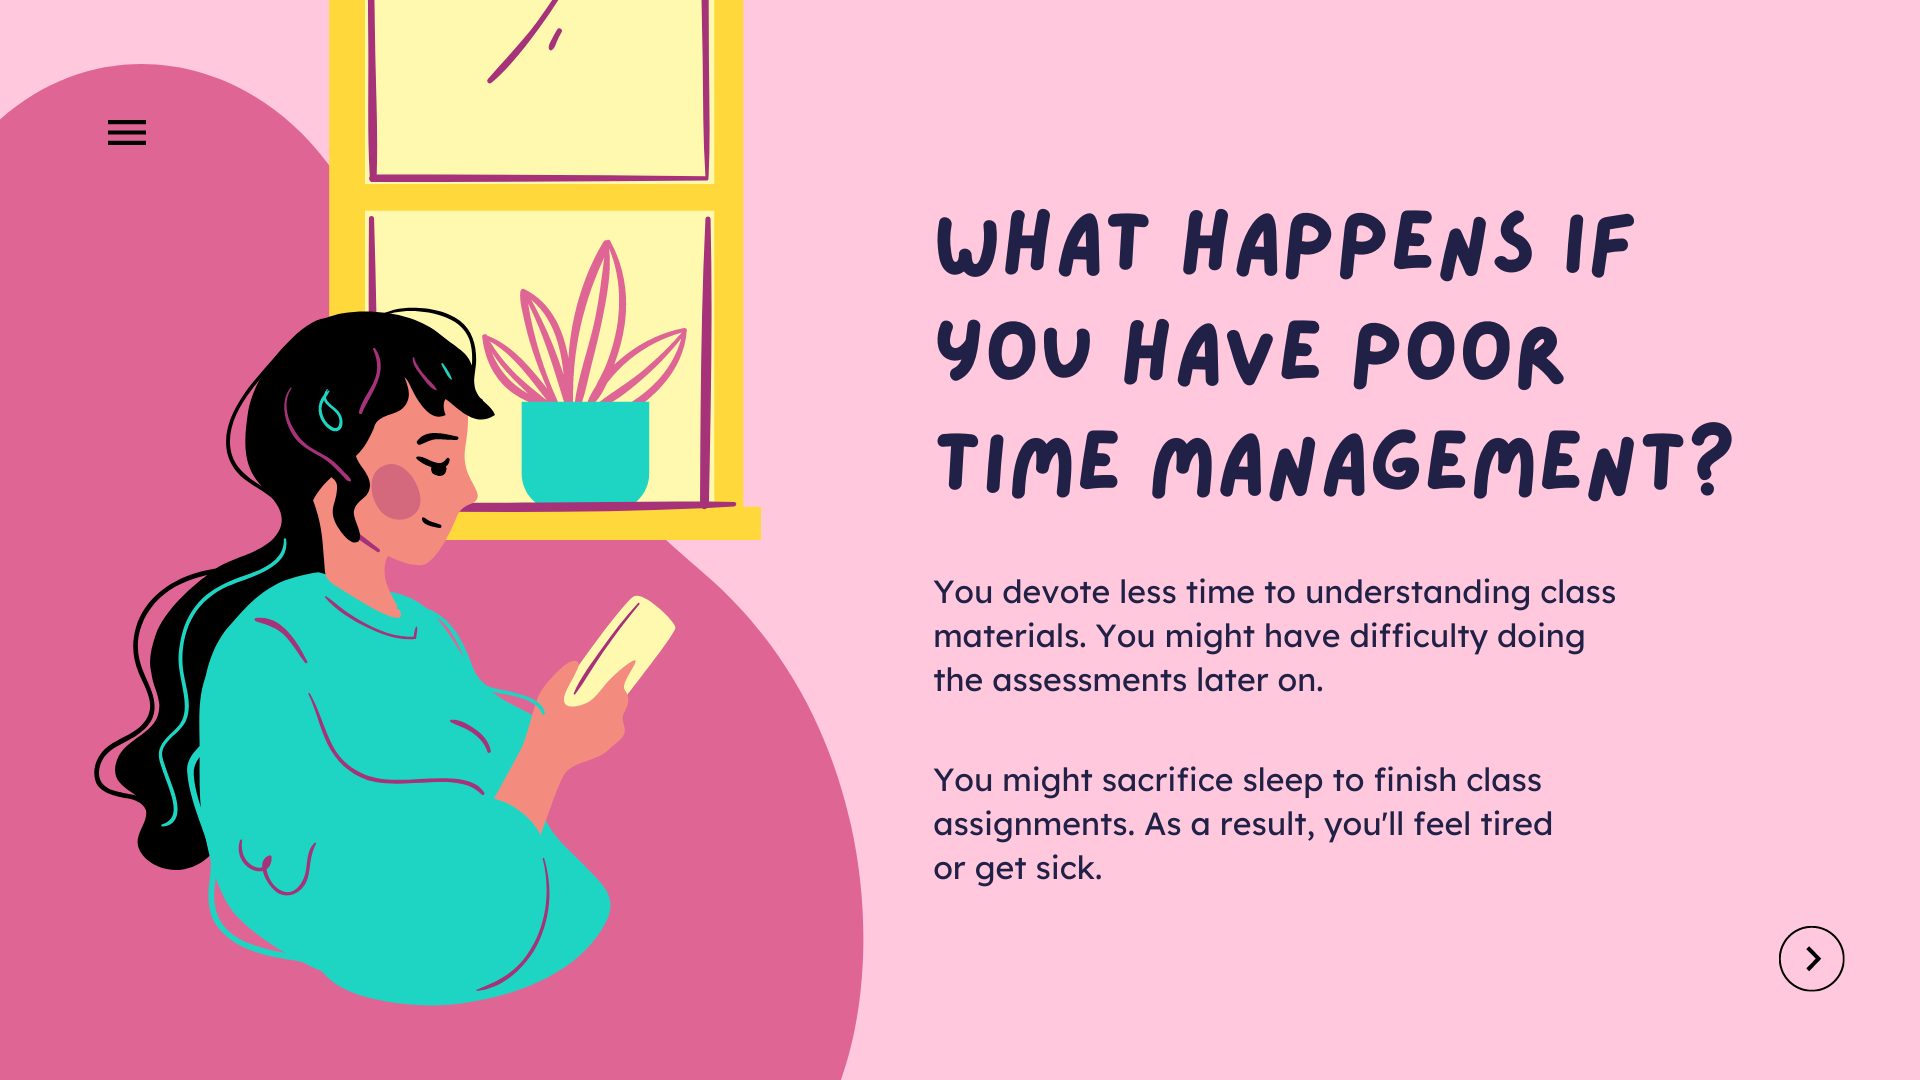 WHAT HAPPENS IF
YOU HAVE POOR
TIME MANAGEMENT?
You devote less time to understanding class
materials. You might have difficulty doing
the assessments later on.
You might sacrifice sleep to finish class
assignments. As a result, you'll feel tired
or get sick.